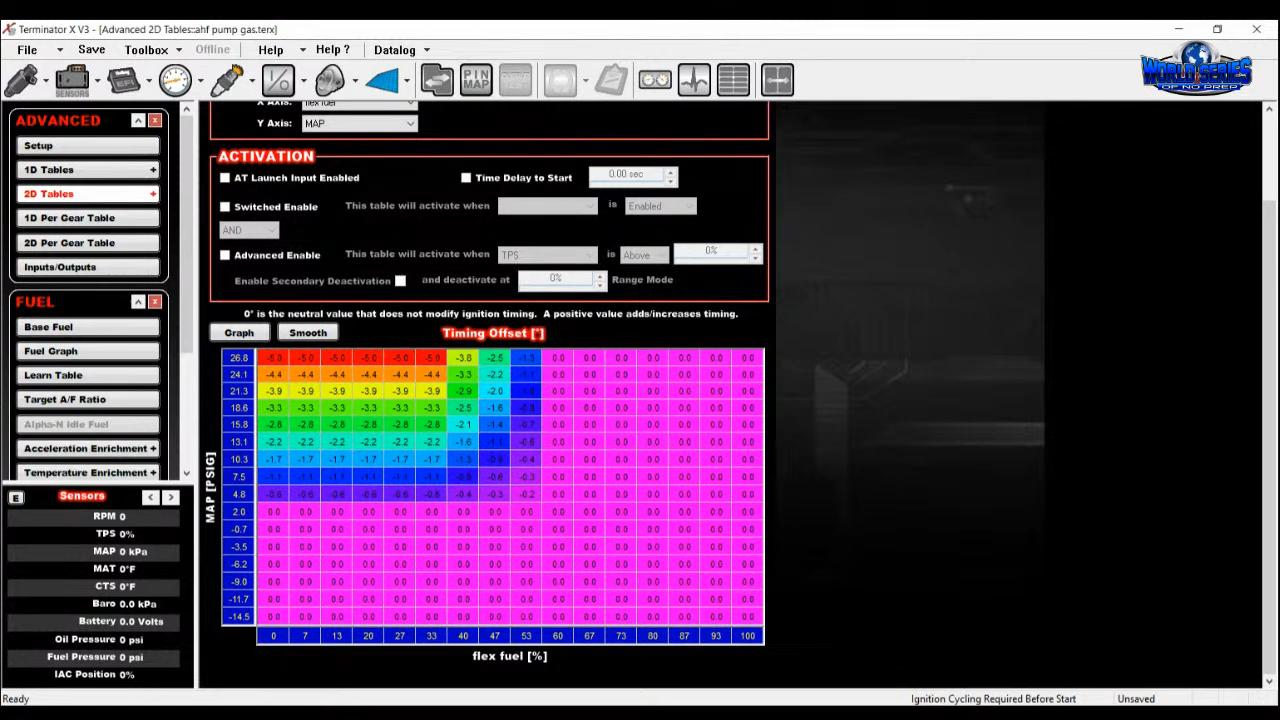 Terminator X V3 - [Advanced 2D Tables::ahf pump gas.terx]
File Save Toolbox Offline Help Help ? Datalog
WORLD SERIES
OF NO PREP
SENSORS EFI I/O PIN MAP
ADVANCED
Setup
1D Tables +
2D Tables +
1D Per Gear Table
2D Per Gear Table
Inputs/Outputs
FUEL
Base Fuel
Fuel Graph
Learn Table
Target A/F Ratio
Alpha-N Idle Fuel
Acceleration Enrichment +
Temperature Enrichment +
E Sensors < >
RPM 0
TPS 0%
MAP 0 kPa
MAT 0°F
CTS 0°F
Baro 0.0 kPa
Battery 0.0 Volts
Oil Pressure 0 psi
Fuel Pressure 0 psi
IAC Position 0%
X Axis: flex fuel
Y Axis: MAP
ACTIVATION
AT Launch Input Enabled Time Delay to Start 0.00 sec
Switched Enable This table will activate when is Enabled
AND
Advanced Enable This table will activate when TPS is Above 0%
Enable Secondary Deactivation and deactivate at 0% Range Mode
0° is the neutral value that does not modify ignition timing. A positive value adds/increases timing.
Graph Smooth Timing Offset [°]
MAP [PSIG]
26.8 -5.0 -5.0 -5.0 -5.0 -5.0 -5.0 -3.8 -2.5 -1.3 0.0 0.0 0.0 0.0 0.0 0.0 0.0
24.1 -4.4 -4.4 -4.4 -4.4 -4.4 -4.4 -3.3 -2.2 -1.1 0.0 0.0 0.0 0.0 0.0 0.0 0.0
21.3 -3.9 -3.9 -3.9 -3.9 -3.9 -3.9 -2.9 -2.0 0.0 0.0 0.0 0.0 0.0 0.0 0.0
18.6 -3.3 -3.3 -3.3 -3.3 -3.3 -3.3 -2.5 -1.6 -0.8 0.0 0.0 0.0 0.0 0.0 0.0 0.0
15.8 -2.8 -2.8 -2.8 -2.8 -2.8 -2.8 -2.1 -1.4 -0.7 0.0 0.0 0.0 0.0 0.0 0.0 0.0
13.1 -2.2 -2.2 -2.2 -2.2 -2.2 -2.2 -1.6 -1.1 -0.6 0.0 0.0 0.0 0.0 0.0 0.0 0.0
10.3 -1.7 -1.7 -1.7 -1.7 -1.7 -1.7 -1.3 -0.4 0.0 0.0 0.0 0.0 0.0 0.0 0.0
7.5 -1.1 -1.1 -1.1 -1.1 -1.1 -1.1 -0.6 -0.3 0.0 0.0 0.0 0.0 0.0 0.0 0.0
4.8 -0.6 -0.6 -0.6 -0.6 -0.6 -0.6 -0.4 -0.3 -0.2 0.0 0.0 0.0 0.0 0.0 0.0 0.0
2.0 0.0 0.0 0.0 0.0 0.0 0.0 0.0 0.0 0.0 0.0 0.0 0.0 0.0 0.0 0.0 0.0
-0.7 0.0 0.0 0.0 0.0 0.0 0.0 0.0 0.0 0.0 0.0 0.0 0.0 0.0 0.0 0.0 0.0
-3.5 0.0 0.0 0.0 0.0 0.0 0.0 0.0 0.0 0.0 0.0 0.0 0.0 0.0 0.0 0.0 0.0
-6.2 0.0 0.0 0.0 0.0 0.0 0.0 0.0 0.0 0.0 0.0 0.0 0.0 0.0 0.0 0.0 0.0
-9.0 0.0 0.0 0.0 0.0 0.0 0.0 0.0 0.0 0.0 0.0 0.0 0.0 0.0 0.0 0.0 0.0
-11.7 0.0 0.0 0.0 0.0 0.0 0.0 0.0 0.0 0.0 0.0 0.0 0.0 0.0 0.0 0.0 0.0
-14.5 0.0 0.0 0.0 0.0 0.0 0.0 0.0 0.0 0.0 0.0 0.0 0.0 0.0 0.0 0.0 0.0
0 7 13 20 27 33 40 47 53 60 67 73 80 87 93 100
flex fuel [%]
Ready Ignition Cycling Required Before Start Unsaved